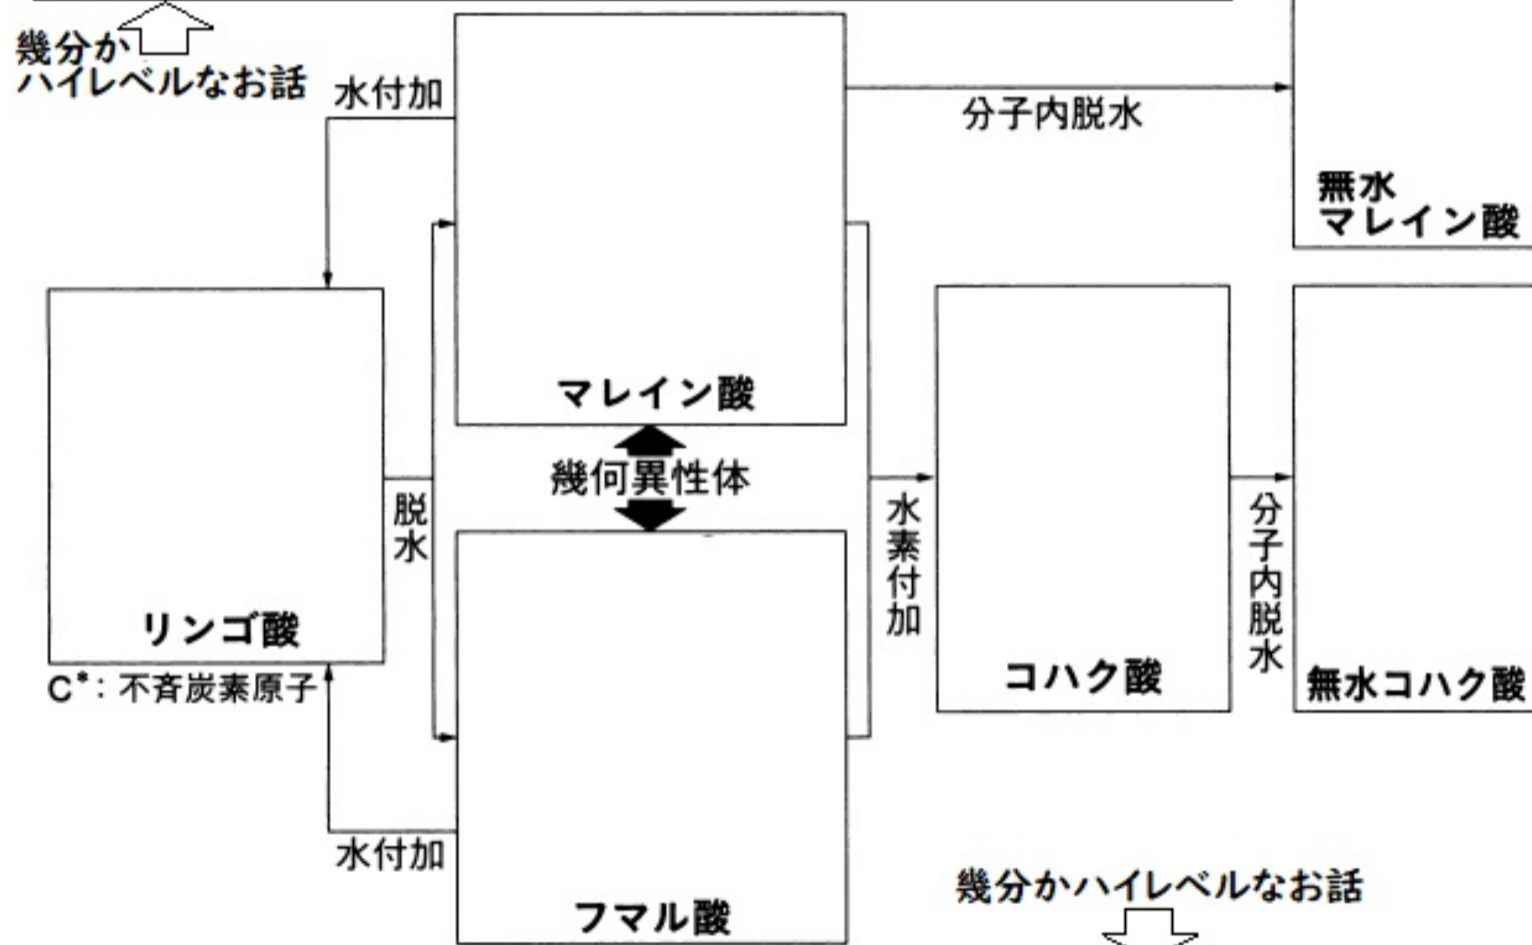 幾分か
ハイレベルなお話
水付加
分子内脱水
無水
マレイン酸
マレイン酸
幾何異性体
脱水
水素付加
分子内脱水
リンゴ酸
C*：不斉炭素原子
コハク酸
無水コハク酸
水付加
フマル酸
幾分かハイレベルなお話